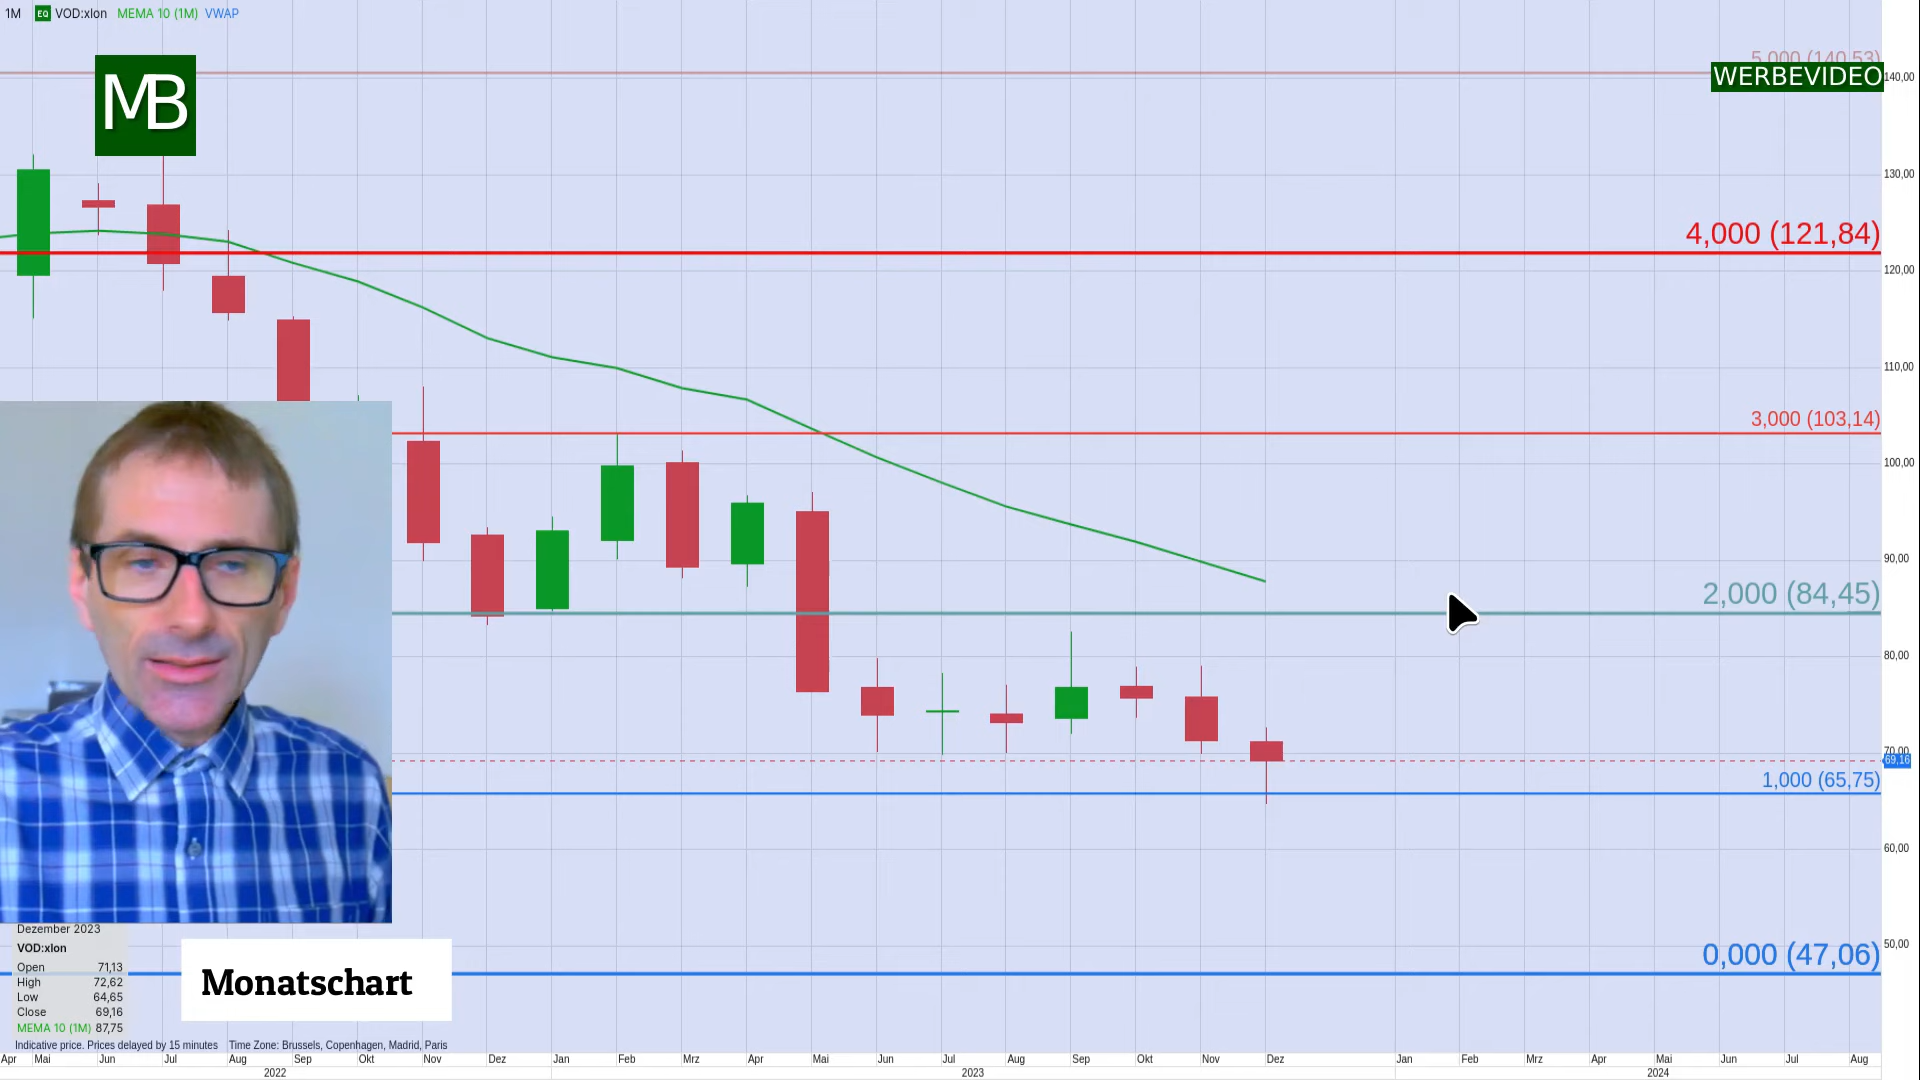 1M EQ VOD:xlon MEMA 10 (1M) VWAP
5,000 (140,53)
MB
WERBEVIDEO
140,00
130,00
4,000 (121,84)
120,00
110,00
3,000 (103,14)
100,00
90,00
2,000 (84,45)
80,00
70,00
69,16
1,000 (65,75)
60,00
50,00
0,000 (47,06)
Dezember 2023
VOD:xlon
Open 71,13
High 72,62
Low 64,65
Close 69,16
MEMA 10 (1M) 87,75
Monatschart
Indicative price. Prices delayed by 15 minutes Time Zone: Brussels, Copenhagen, Madrid, Paris
Apr Mai Jun Jul Aug Sep Okt Nov Dez Jan Feb Mrz Apr Mai Jun Jul Aug Sep Okt Nov Dez Jan Feb Mrz Apr Mai Jun Jul Aug
2022 2023 2024